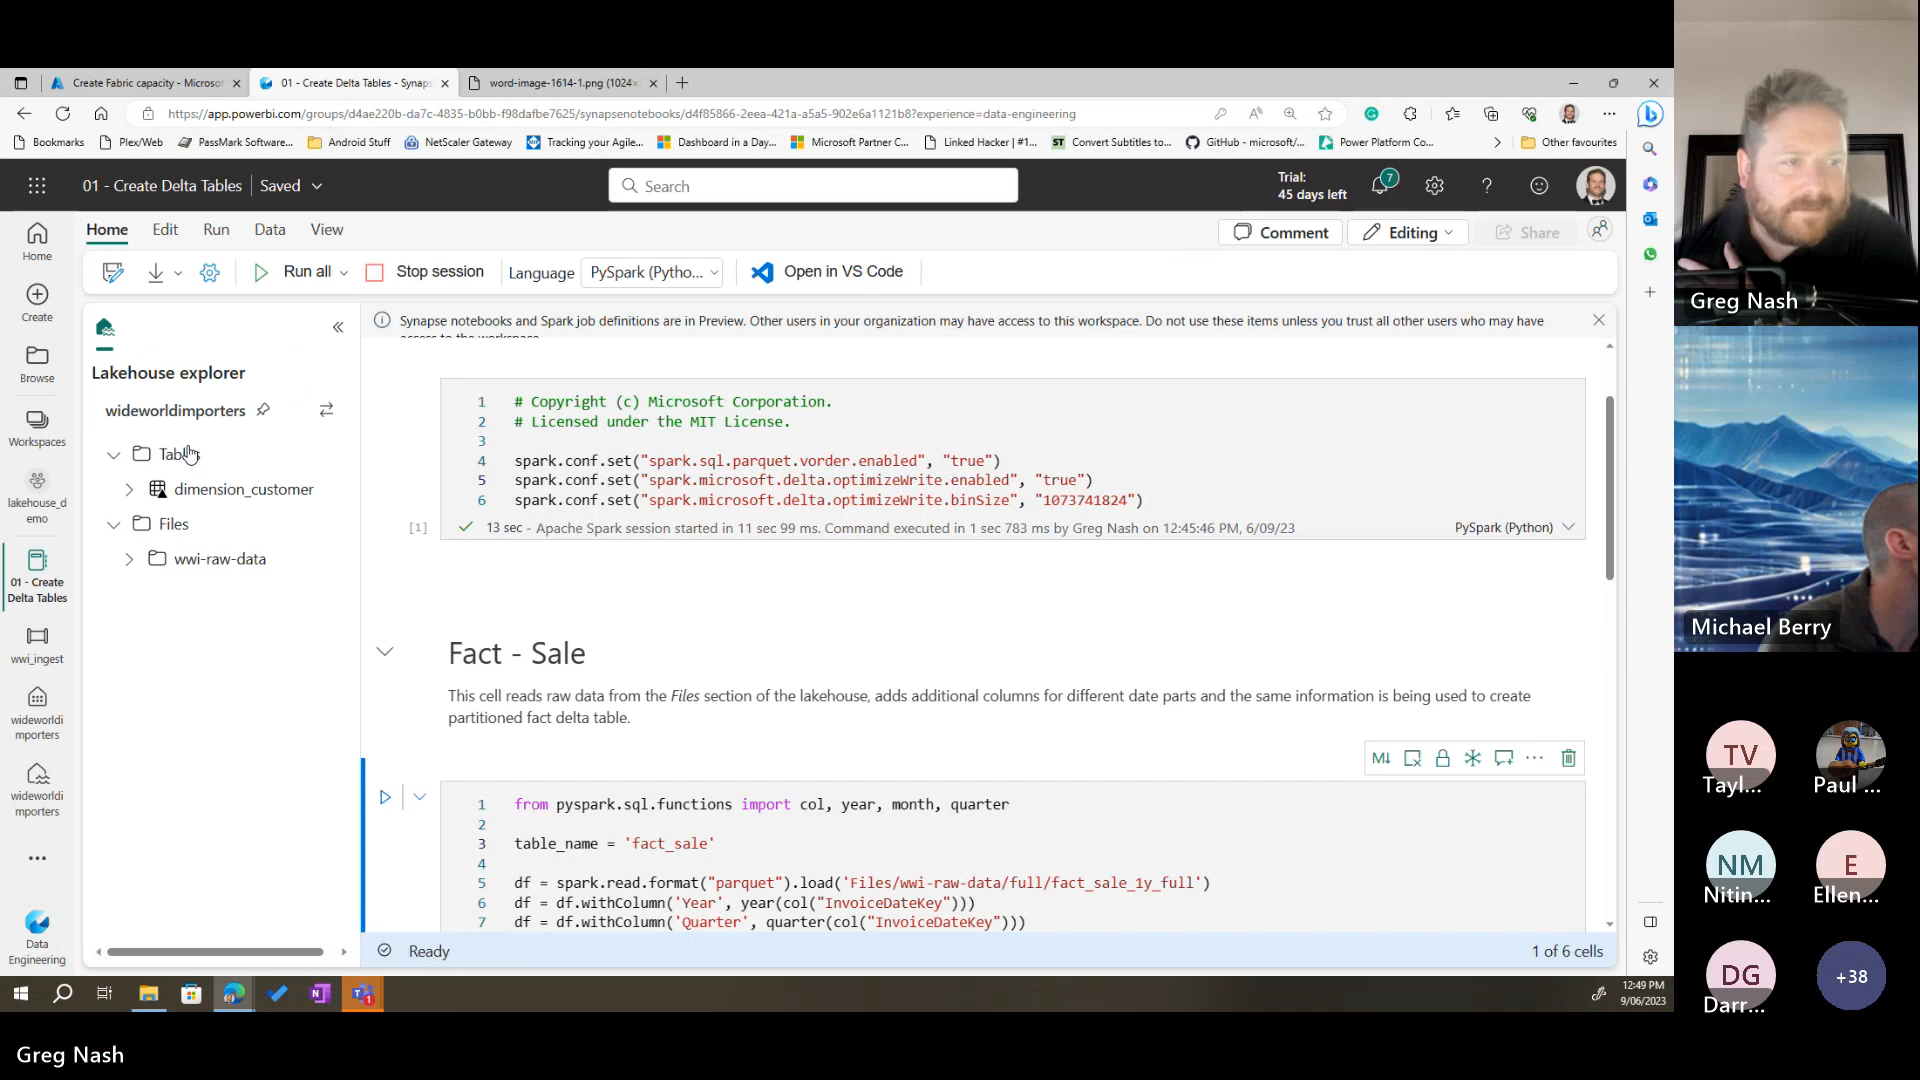 Create Fabric capacity - Microso
01 - Create Delta Tables - Synaps
word-image-1614-1.png (1024×
https://app.powerbi.com/groups/d4ae220b-da7c-4835-b0bb-f98dafbe7625/synapsenotebooks/d4f85866-2eea-421a-a5a5-902e6a1121b8?experience=data-engineering
Bookmarks
Plex/Web
PassMark Software...
Android Stuff
NetScaler Gateway
Tracking your Agile...
Dashboard in a Day...
Microsoft Partner C...
Linked Hacker | #1...
ST Convert Subtitles to...
GitHub - microsoft/...
Power Platform Co...
Other favourites
01 - Create Delta Tables
Saved
Search
Trial:
45 days left
7
Home
Edit
Run
Data
View
Comment
Editing
Share
Run all
Stop session
Language
PySpark (Pytho...
Open in VS Code
Home
Create
Browse
Workspaces
lakehouse_d
emo
01 - Create
Delta Tables
wwi_ingest
wideworldi
mporters
wideworldi
mporters
Data
Engineering
Lakehouse explorer
wideworldimporters
dimension_customer
Files
wwi-raw-data
Synapse notebooks and Spark job definitions are in Preview. Other users in your organization may have access to this workspace. Do not use these items unless you trust all other users who may have
access to the workspace.
1 # Copyright (c) Microsoft Corporation.
2 # Licensed under the MIT License.
3
4 spark.conf.set("spark.sql.parquet.vorder.enabled", "true")
5 spark.conf.set("spark.microsoft.delta.optimizeWrite.enabled", "true")
6 spark.conf.set("spark.microsoft.delta.optimizeWrite.binSize", "1073741824")
[1]
13 sec - Apache Spark session started in 11 sec 99 ms. Command executed in 1 sec 783 ms by Greg Nash on 12:45:46 PM, 6/09/23
PySpark (Python)
Fact - Sale
This cell reads raw data from the Files section of the lakehouse, adds additional columns for different date parts and the same information is being used to create
partitioned fact delta table.
M↓
1 from pyspark.sql.functions import col, year, month, quarter
2
3 table_name = 'fact_sale'
4
5 df = spark.read.format("parquet").load('Files/wwi-raw-data/full/fact_sale_1y_full')
6 df = df.withColumn('Year', year(col("InvoiceDateKey")))
7 df = df.withColumn('Quarter', quarter(col("InvoiceDateKey")))
Ready
1 of 6 cells
12:49 PM
9/06/2023
Greg Nash
Michael Berry
TV
Tayl...
Paul ...
NM
Nitin...
E
Ellen...
DG
Darr...
+38
Greg Nash